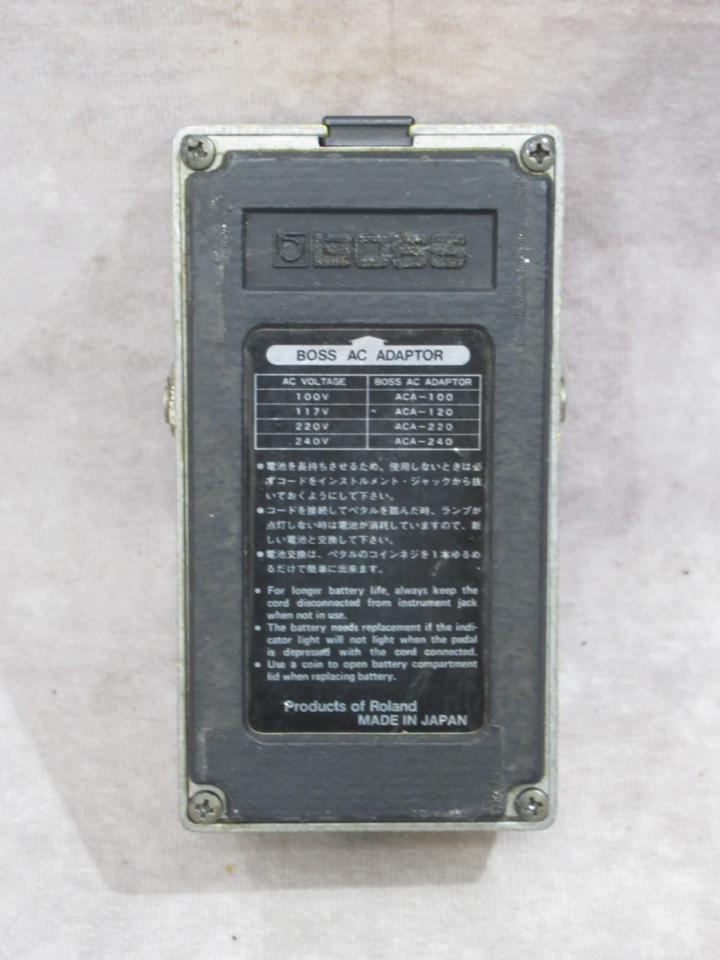 BOSS
BOSS AC ADAPTOR
AC VOLTAGE BOSS AC ADAPTOR
100V ACA-100
117V ACA-120
220V ACA-220
240V ACA-240
●電池を長持ちさせるため、使用しないときは必
ずコードをインストルメント・ジャックから抜
いておくようにして下さい。
●コードを接続してペタルを踏んだ時、ランプが
点灯しない時は電池が消耗していますので、新
しい電池と交換して下さい。
●電池交換は、ペタルのコインネジを1本ゆるめ
るだけで簡単に出来ます。
● For longer battery life, always keep the
cord disconnected from instrument jack
when not in use.
● The battery needs replacement if the indi-
cator light will not light when the pedal
is depressed with the cord connected.
● Use a coin to open battery compartment
lid when replacing battery.
Products of Roland
MADE IN JAPAN